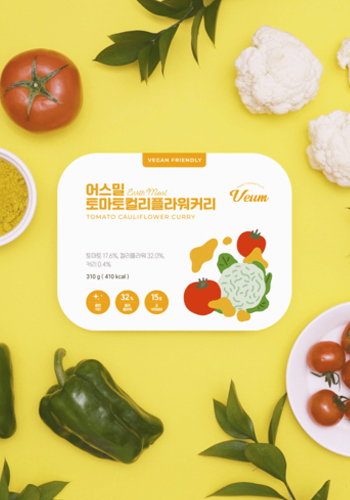 VEGAN FRIENDLY
어스밀 Earth Meal
토마토컬리플라워커리
Veum
TOMATO CAULIFLOWER CURRY
토마토 17.6%, 컬리플라워 32.0%,
커리 0.4%
310 g ( 410 kcal )
32%
15g